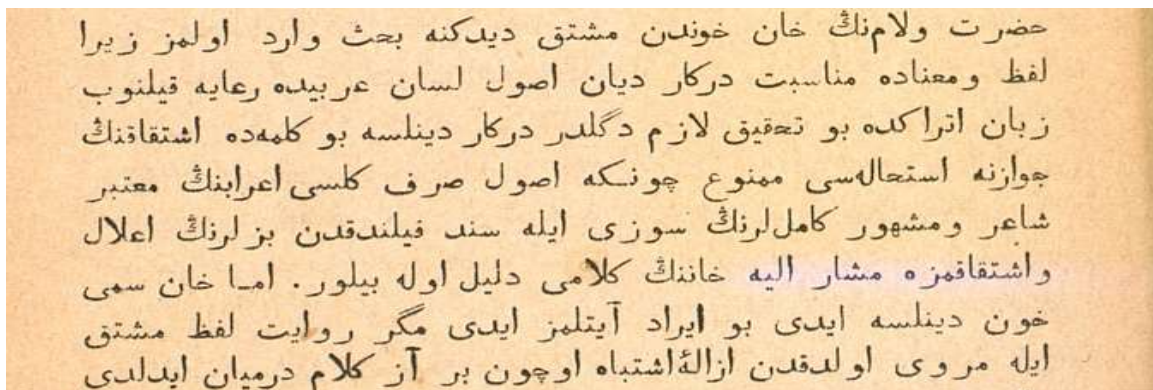 حضرت ولامنڭ خان خوندن مشتق دیدکنه بحث وارد اولمز زیرا
لفظ ومعناده مناسبت درکار دیان اصول لسان عربیده رعایه قیلنوب
زبان اتراکده بو تحقیق لازم دگلدر درکار دینلسه بو کلمه‌ده اشتقاقنڭ
جوازنه استحاله‌سی ممنوع چونکه اصول صرف کلسی اعرابنڭ معتبر
شاعر ومشهور کامل‌لرنڭ سوزی ایله سند قیلندقدن بزلرنڭ اعلال
واشتقاقمزه مشار الیه خاننڭ کلامی دلیل اوله بیلور. اما خان سمی
خون دینلسه ایدی بو ایراد آیتلمز ایدی مگر روایت لفظ مشتق
ایله مروی اولدقدن ازالهٔ اشتباه اوچون بر آز کلام درمیان ایدلدی